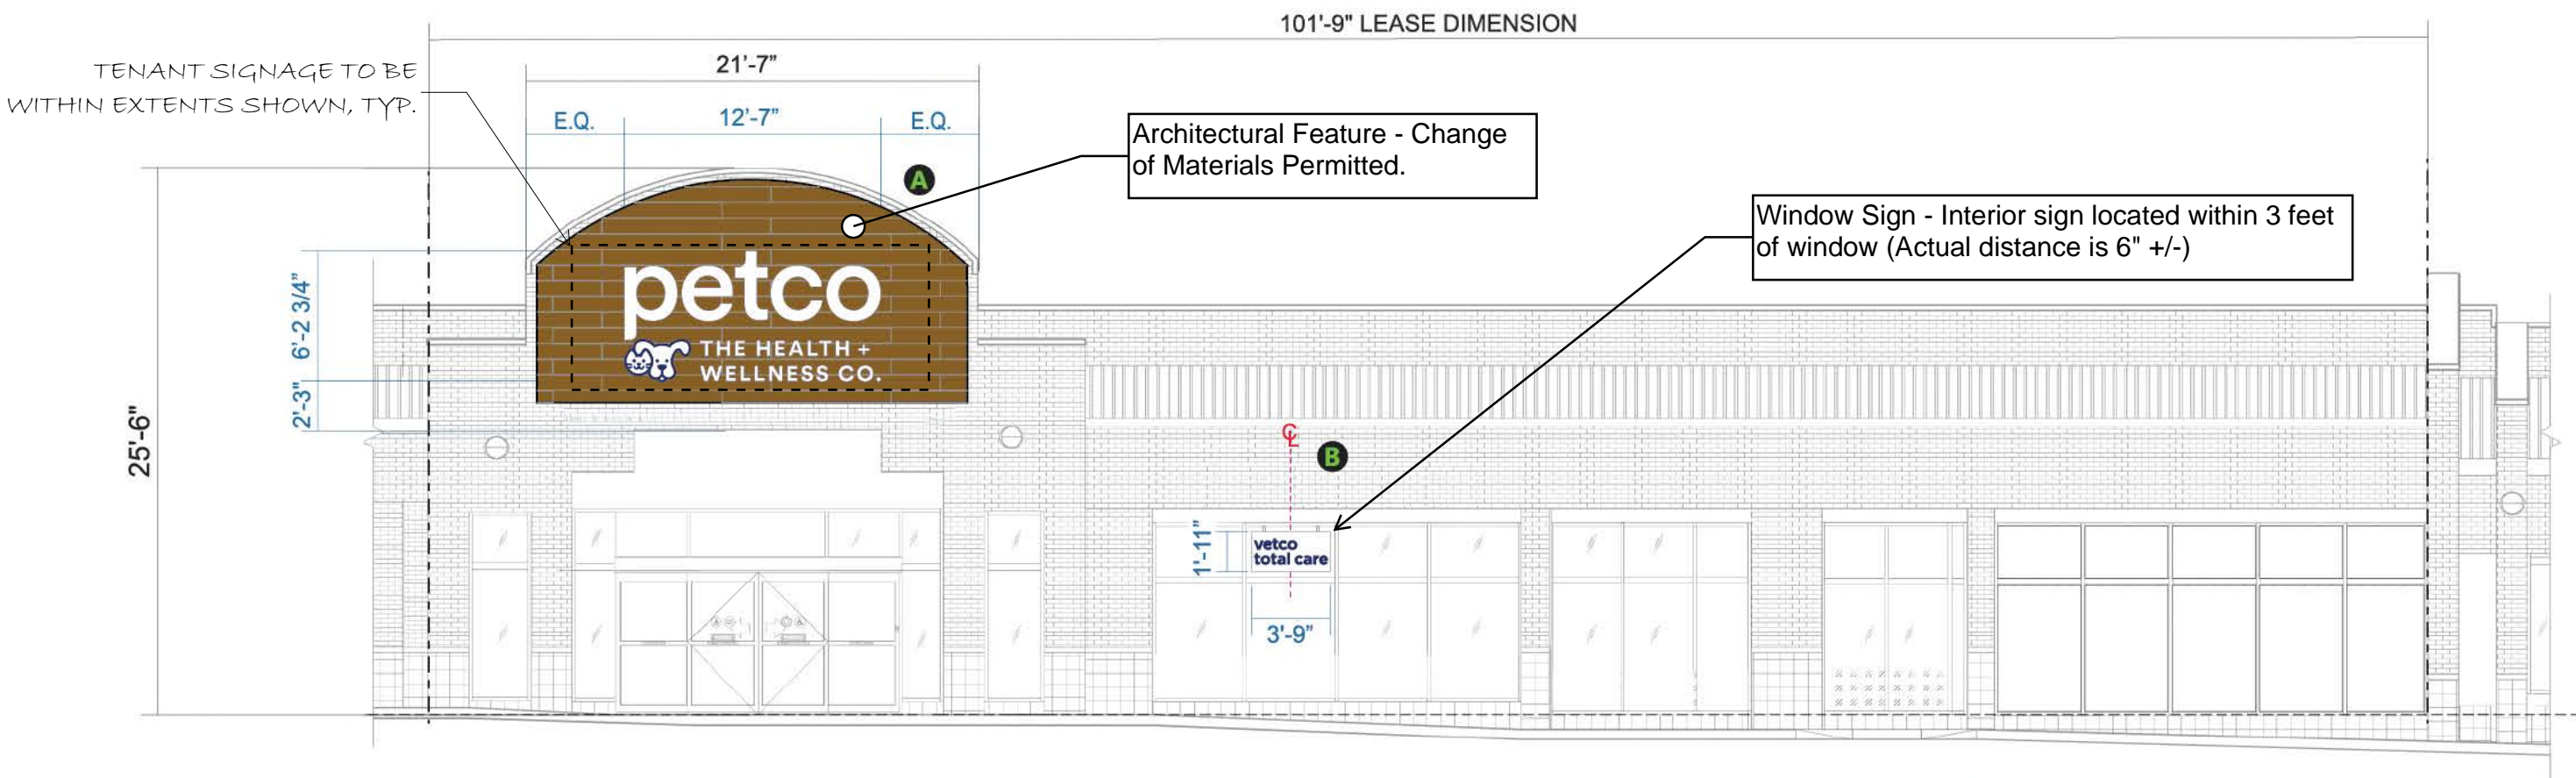 101'-9" LEASE DIMENSION
TENANT SIGNAGE TO BE
WITHIN EXTENTS SHOWN, TYP.
21'-7"
E.Q.
12'-7"
E.Q.
Architectural Feature - Change
of Materials Permitted.
A
Window Sign - Interior sign located within 3 feet
of window (Actual distance is 6" +/-)
petco
THE HEALTH +
WELLNESS CO.
6'-2 3/4"
2'-3"
25'-6"
CL
B
1'-11"
vetco
total care
3'-9"